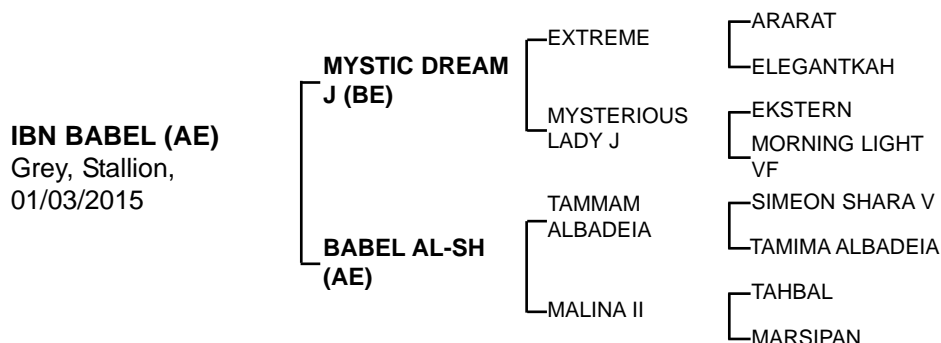 IBN BABEL (AE)
Grey, Stallion,
01/03/2015
MYSTIC DREAM
J (BE)
BABEL AL-SH
(AE)
EXTREME
MYSTERIOUS
LADY J
TAMMAM
ALBADEIA
MALINA II
ARARAT
ELEGANTKAH
EKSTERN
MORNING LIGHT
VF
SIMEON SHARA V
TAMIMA ALBADEIA
TAHBAL
MARSIPAN